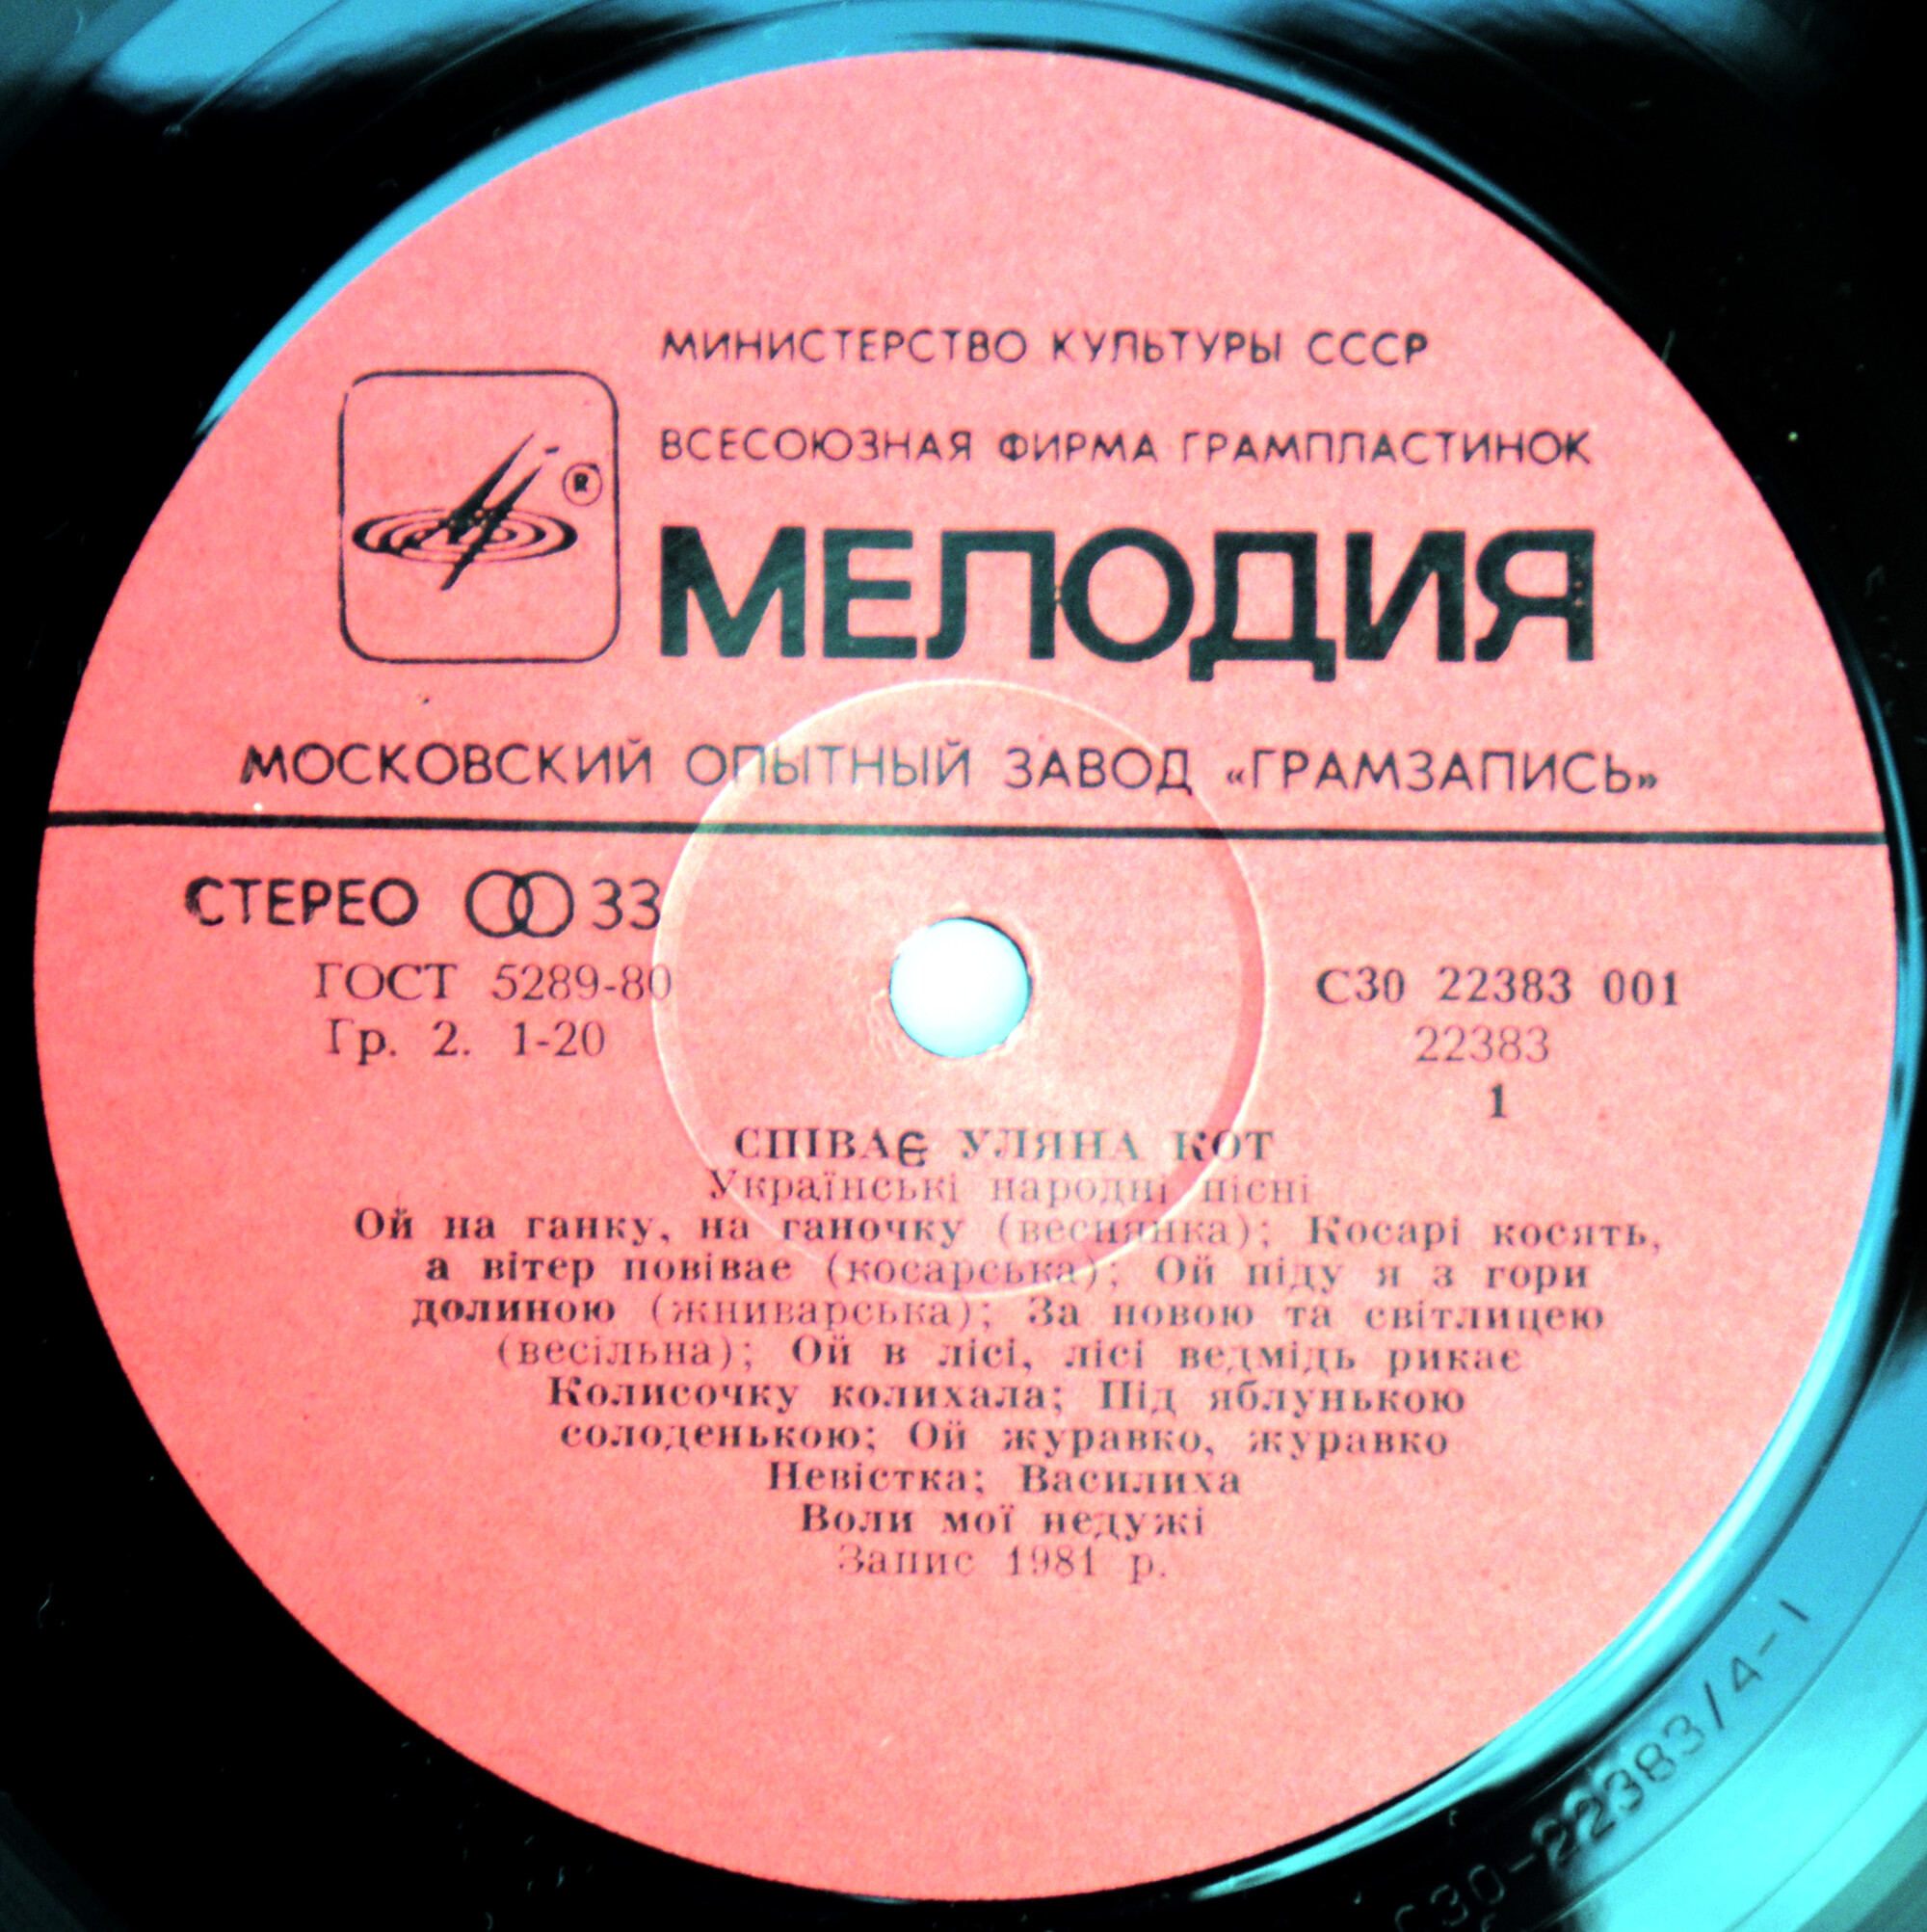 МИНИСТЕРСТВО КУЛЬТУРЫ СССР
ВСЕСОЮЗНАЯ ФИРМА ГРАМПЛАСТИНОК
®
МЕЛОДИЯ
МОСКОВСКИЙ ОПЫТНЫЙ ЗАВОД «ГРАМЗАПИСЬ»
СТЕРЕО 33
ГОСТ 5289-80
Гр. 2. 1-20
С30 22383 001
22383
1
СПІВАЄ УЛЯНА КОТ
Українські народні пісні
Ой на ганку, на ганочку (веснянка); Косарі косять,
а вітер повіває (косарська); Ой піду я з гори
долиною (жниварська); За новою та світлицею
(весільна); Ой в лісі, лісі ведмідь рикає
Колисочку колихала; Під яблунькою
солоденькою; Ой журавко, журавко
Невістка; Василиха
Воли мої недужі
Запис 1981 р.
С30-22383/4-1